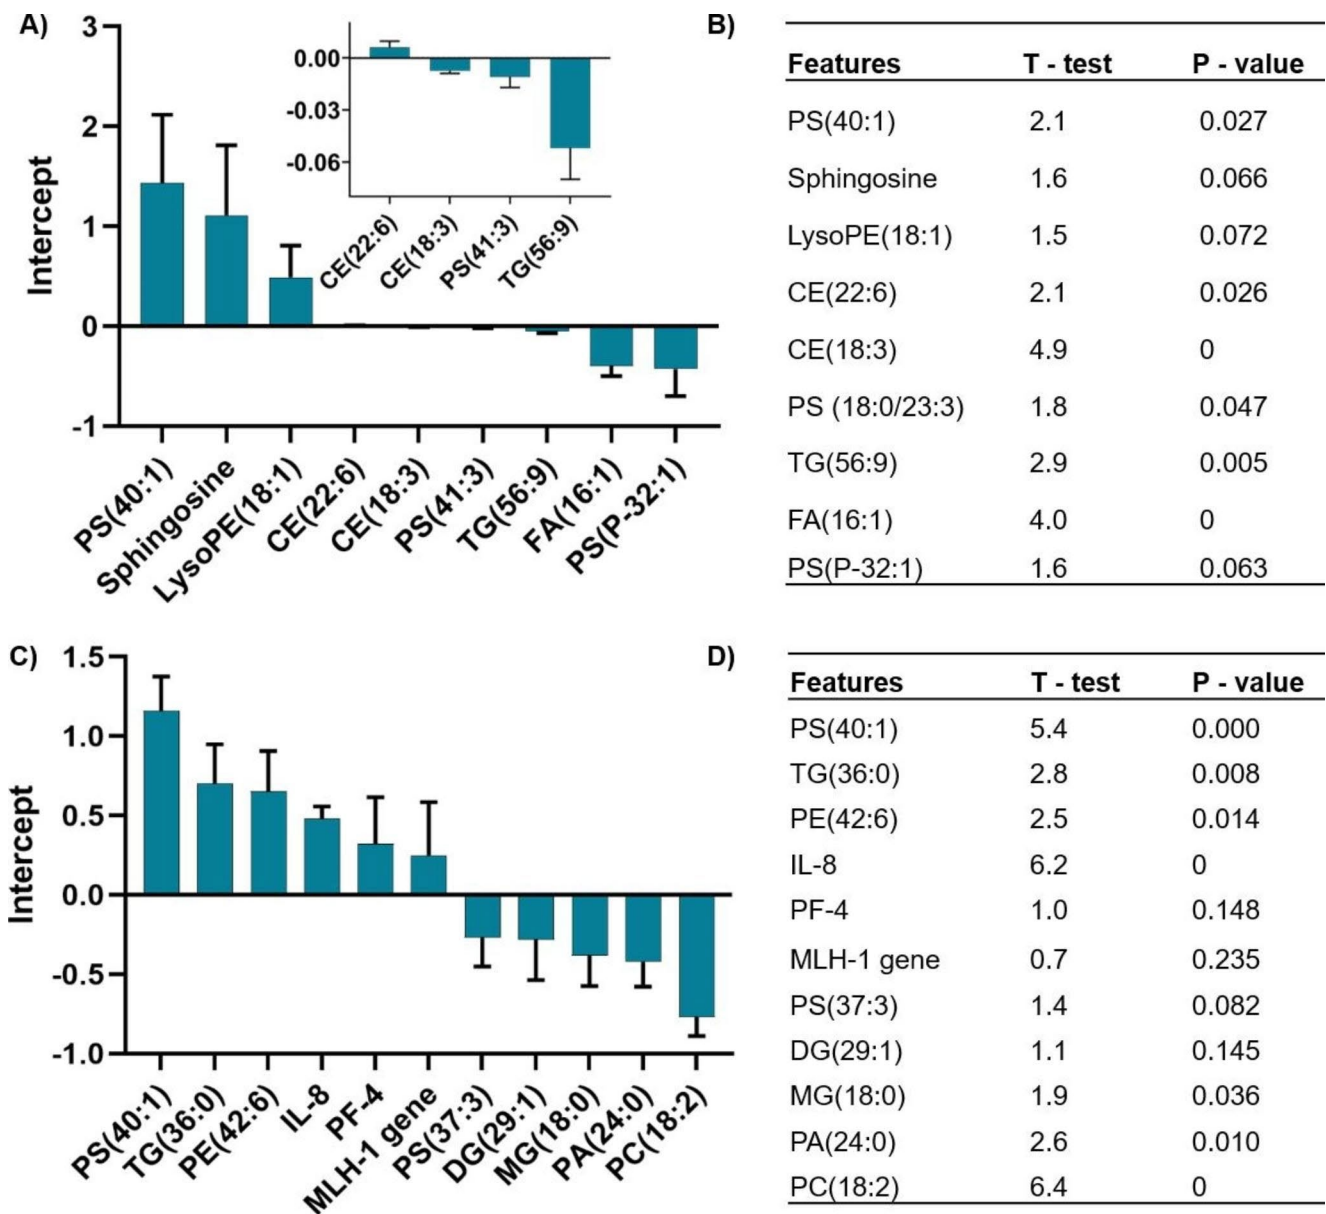 A)
3
2
1
0
-1
Intercept
0.00
-0.03
-0.06
CE(22:6)
CE(18:3)
PS(41:3)
TG(56:9)
PS(40:1)
Sphingosine
LysoPE(18:1)
CE(22:6)
CE(18:3)
PS(41:3)
TG(56:9)
FA(16:1)
PS(P-32:1)
B)
Features T - test P - value
PS(40:1) 2.1 0.027
Sphingosine 1.6 0.066
LysoPE(18:1) 1.5 0.072
CE(22:6) 2.1 0.026
CE(18:3) 4.9 0
PS (18:0/23:3) 1.8 0.047
TG(56:9) 2.9 0.005
FA(16:1) 4.0 0
PS(P-32:1) 1.6 0.063
C)
1.5
1.0
0.5
0.0
-0.5
-1.0
Intercept
PS(40:1)
TG(36:0)
PE(42:6)
IL-8
PF-4
MLH-1 gene
PS(37:3)
DG(29:1)
MG(18:0)
PA(24:0)
PC(18:2)
D)
Features T - test P - value
PS(40:1) 5.4 0.000
TG(36:0) 2.8 0.008
PE(42:6) 2.5 0.014
IL-8 6.2 0
PF-4 1.0 0.148
MLH-1 gene 0.7 0.235
PS(37:3) 1.4 0.082
DG(29:1) 1.1 0.145
MG(18:0) 1.9 0.036
PA(24:0) 2.6 0.010
PC(18:2) 6.4 0